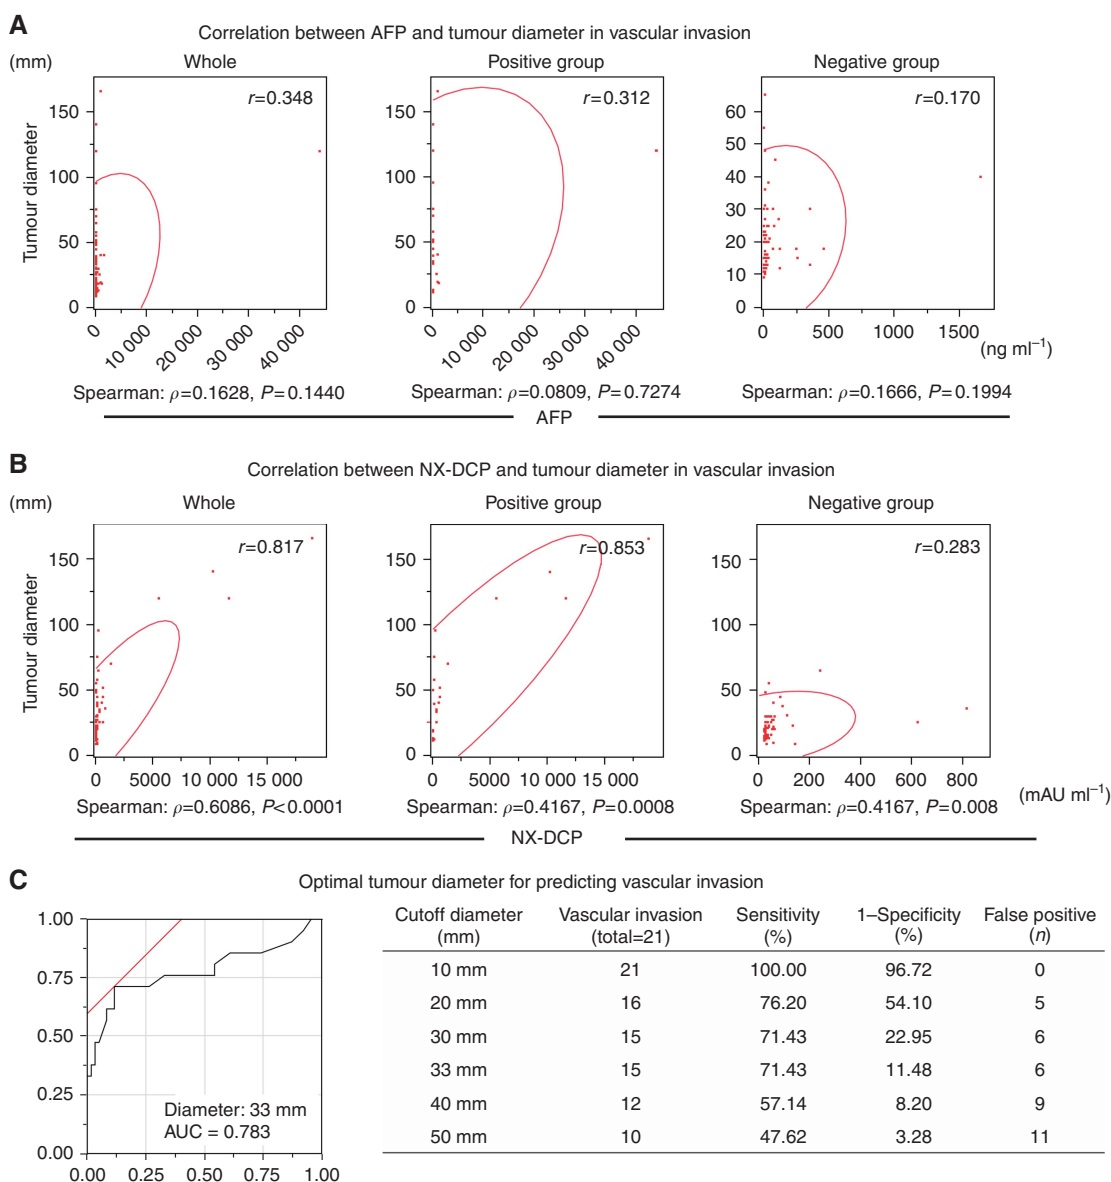 A
Correlation between AFP and tumour diameter in vascular invasion
(mm) Whole Positive group Negative group
r=0.348 r=0.312 r=0.170
Tumour diameter
150 100 50 0
0 10 000 20 000 30 000 40 000
150 100 50 0
0 10 000 20 000 30 000 40 000
60 50 40 30 20 10 0
0 500 1000 1500 (ng ml⁻¹)
Spearman: ρ=0.1628, P=0.1440 Spearman: ρ=0.0809, P=0.7274 Spearman: ρ=0.1666, P=0.1994
AFP
B
Correlation between NX-DCP and tumour diameter in vascular invasion
(mm) Whole Positive group Negative group
r=0.817 r=0.853 r=0.283
Tumour diameter
150 100 50 0
0 5000 10 000 15 000
150 100 50 0
0 5000 10 000 15 000
150 100 50 0
0 200 400 600 800 (mAU ml⁻¹)
Spearman: ρ=0.6086, P<0.0001 Spearman: ρ=0.4167, P=0.0008 Spearman: ρ=0.4167, P=0.008
NX-DCP
C
Optimal tumour diameter for predicting vascular invasion
1.00 0.75 0.50 0.25 0.00
Diameter: 33 mm
AUC = 0.783
0.00 0.25 0.50 0.75 1.00
Cutoff diameter Vascular invasion Sensitivity 1–Specificity False positive
(mm) (total=21) (%) (%) (n)
10 mm 21 100.00 96.72 0
20 mm 16 76.20 54.10 5
30 mm 15 71.43 22.95 6
33 mm 15 71.43 11.48 6
40 mm 12 57.14 8.20 9
50 mm 10 47.62 3.28 11